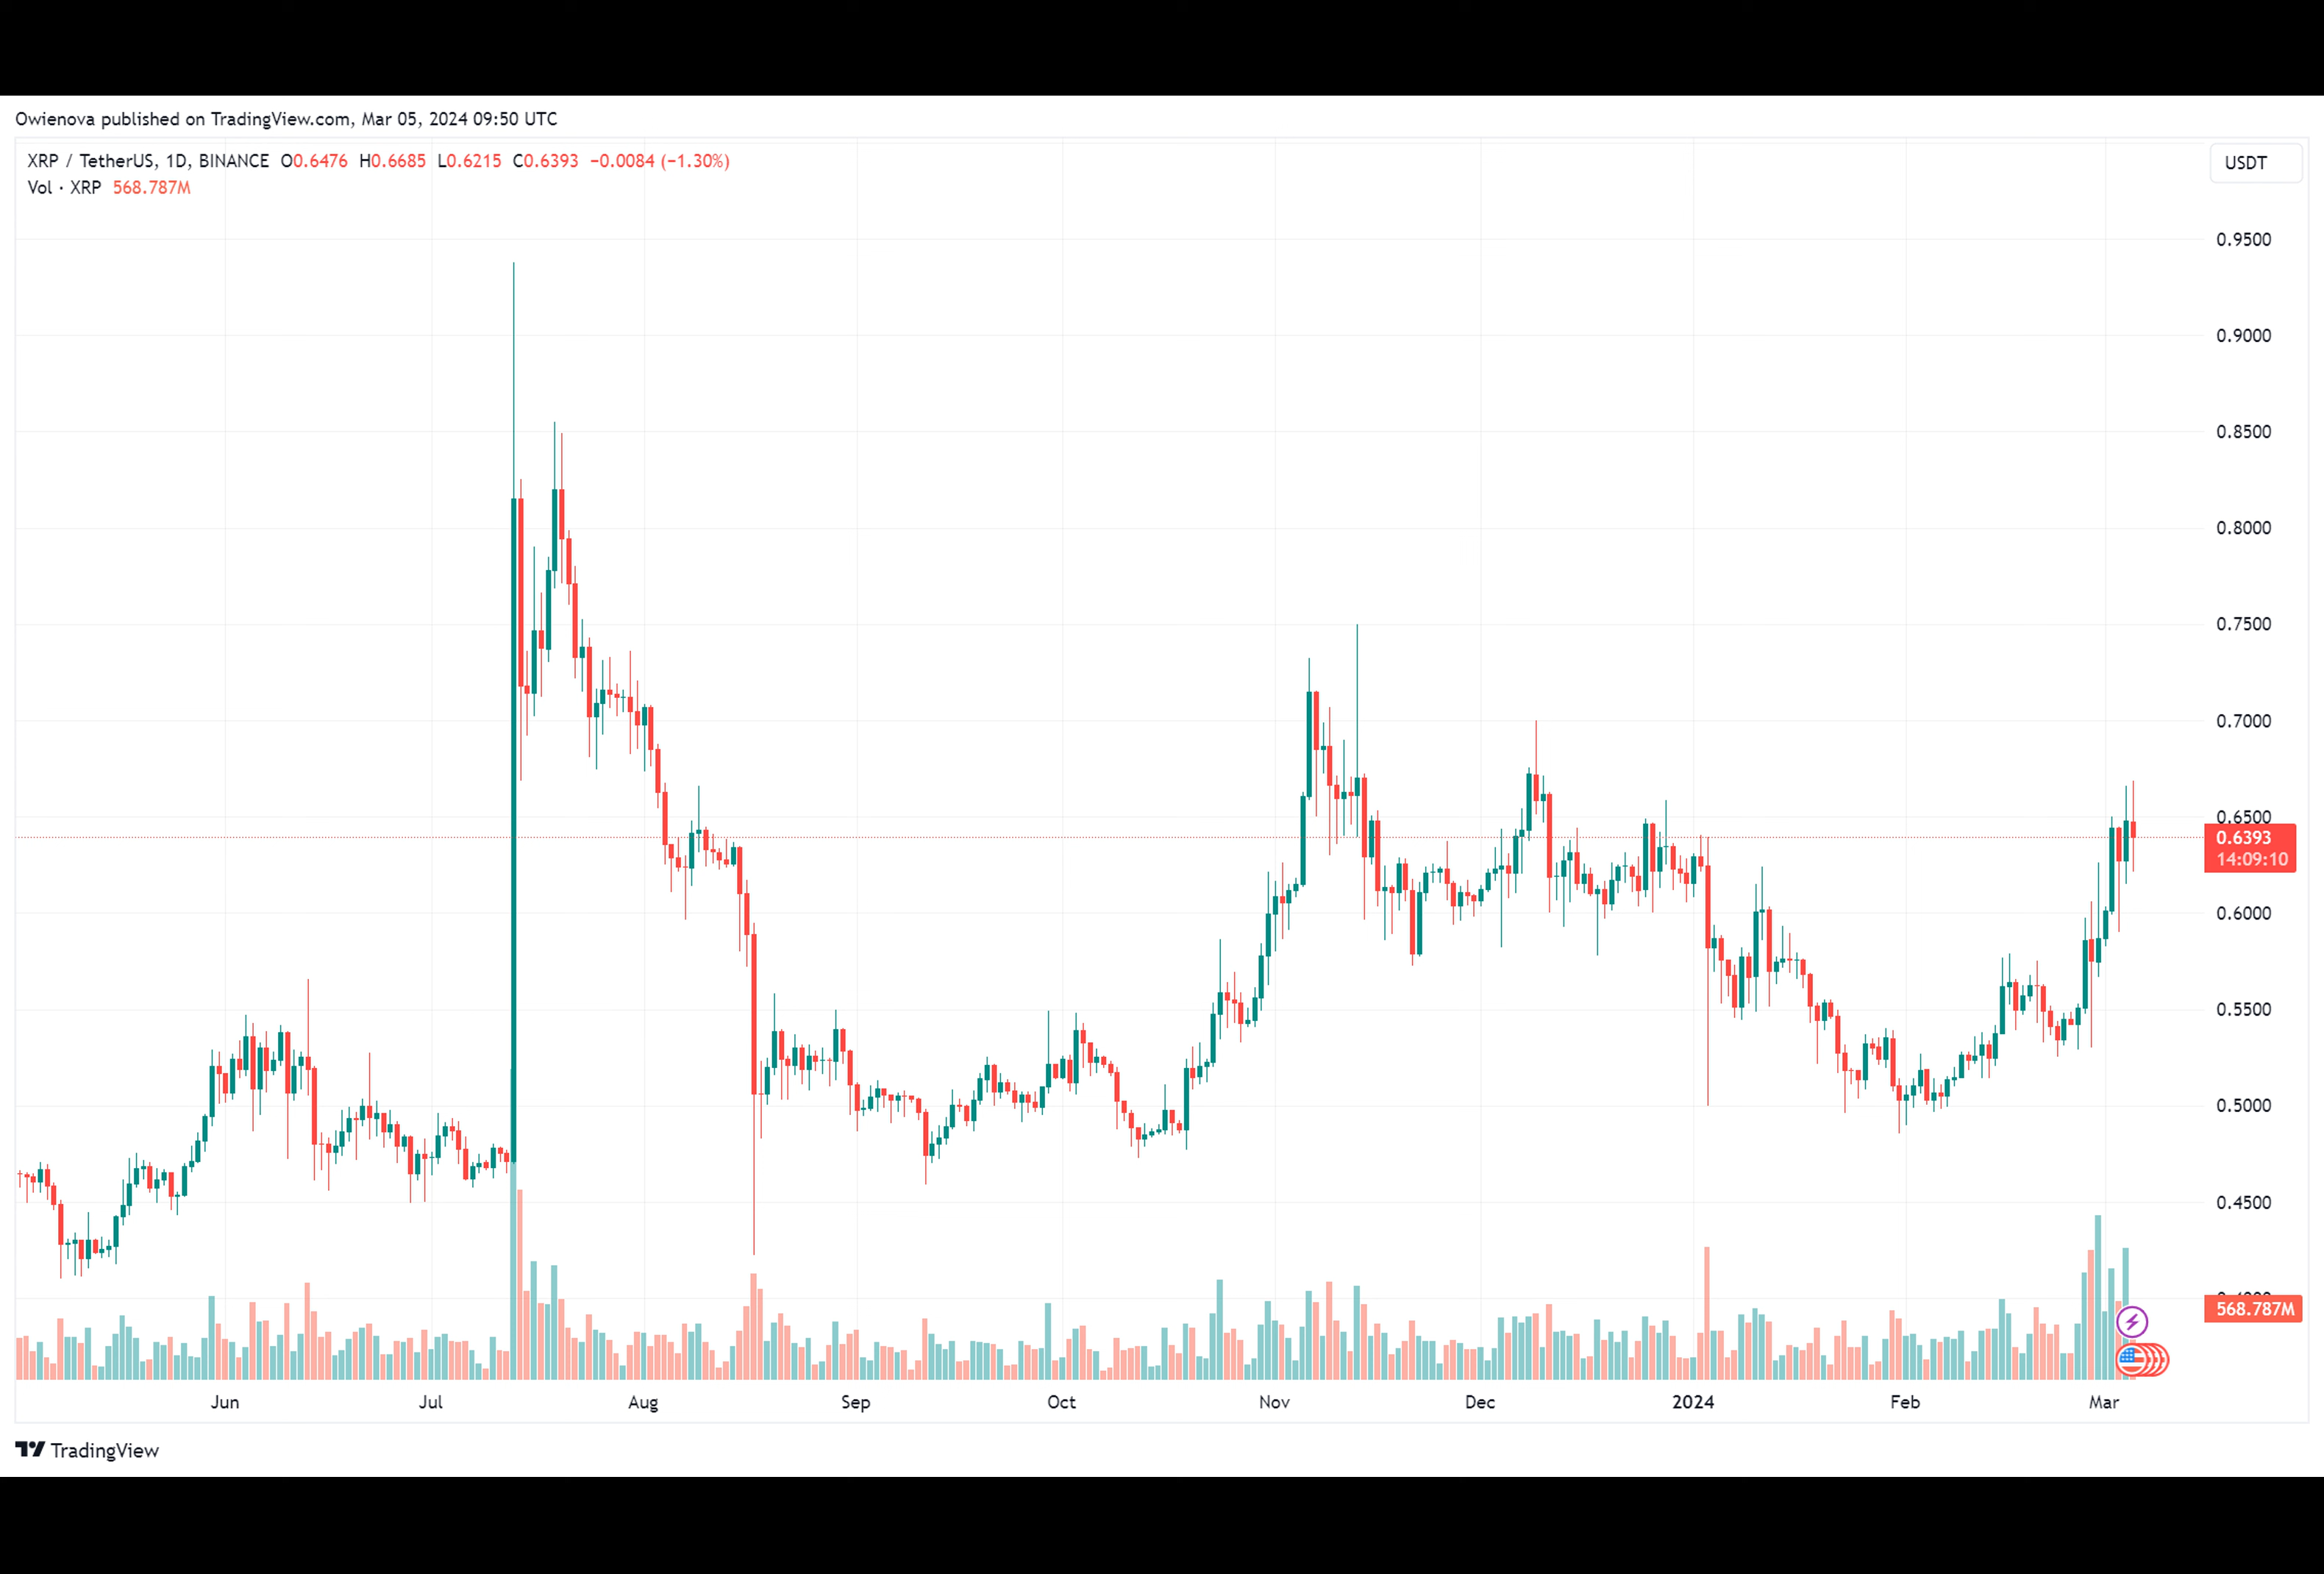 Owienova published on TradingView.com, Mar 05, 2024 09:50 UTC
XRP / TetherUS, 1D, BINANCE O0.6476 H0.6685 L0.6215 C0.6393 −0.0084 (−1.30%)
USDT
Vol · XRP 568.787M
0.9500
0.9000
0.8500
0.8000
0.7500
0.7000
0.6500
0.6393
14:09:10
0.6000
0.5500
0.5000
0.4500
568.787M
Jun Jul Aug Sep Oct Nov Dec 2024 Feb Mar
TradingView